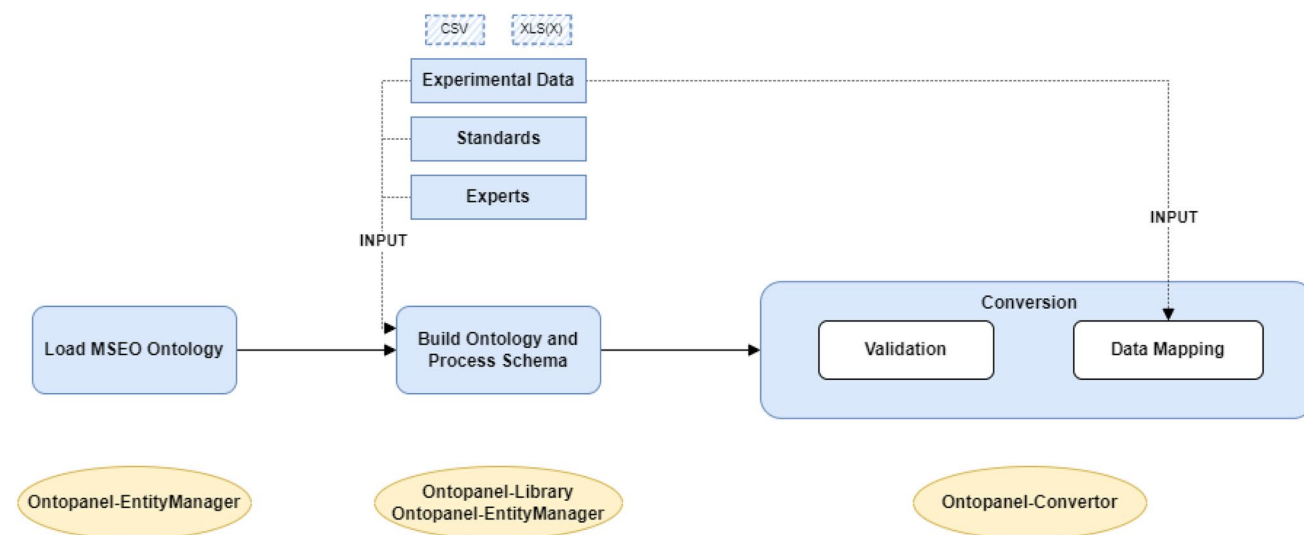 CSV
XLS(X)
Experimental Data
Standards
Experts
INPUT
INPUT
Load MSEO Ontology
Build Ontology and
Process Schema
Conversion
Validation
Data Mapping
Ontopanel-EntityManager
Ontopanel-Library
Ontopanel-EntityManager
Ontopanel-Convertor